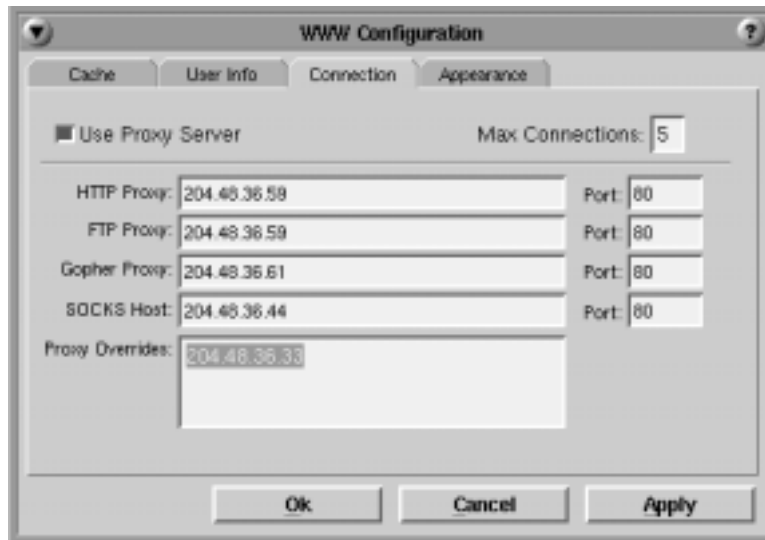 WWW Configuration ?
Cache User Info Connection Appearance
Use Proxy Server Max Connections: 5
HTTP Proxy: 204.48.36.59 Port: 80
FTP Proxy: 204.48.36.59 Port: 80
Gopher Proxy: 204.48.36.61 Port: 80
SOCKS Host: 204.48.36.44 Port: 80
Proxy Overrides: 204.48.36.33
Ok Cancel Apply